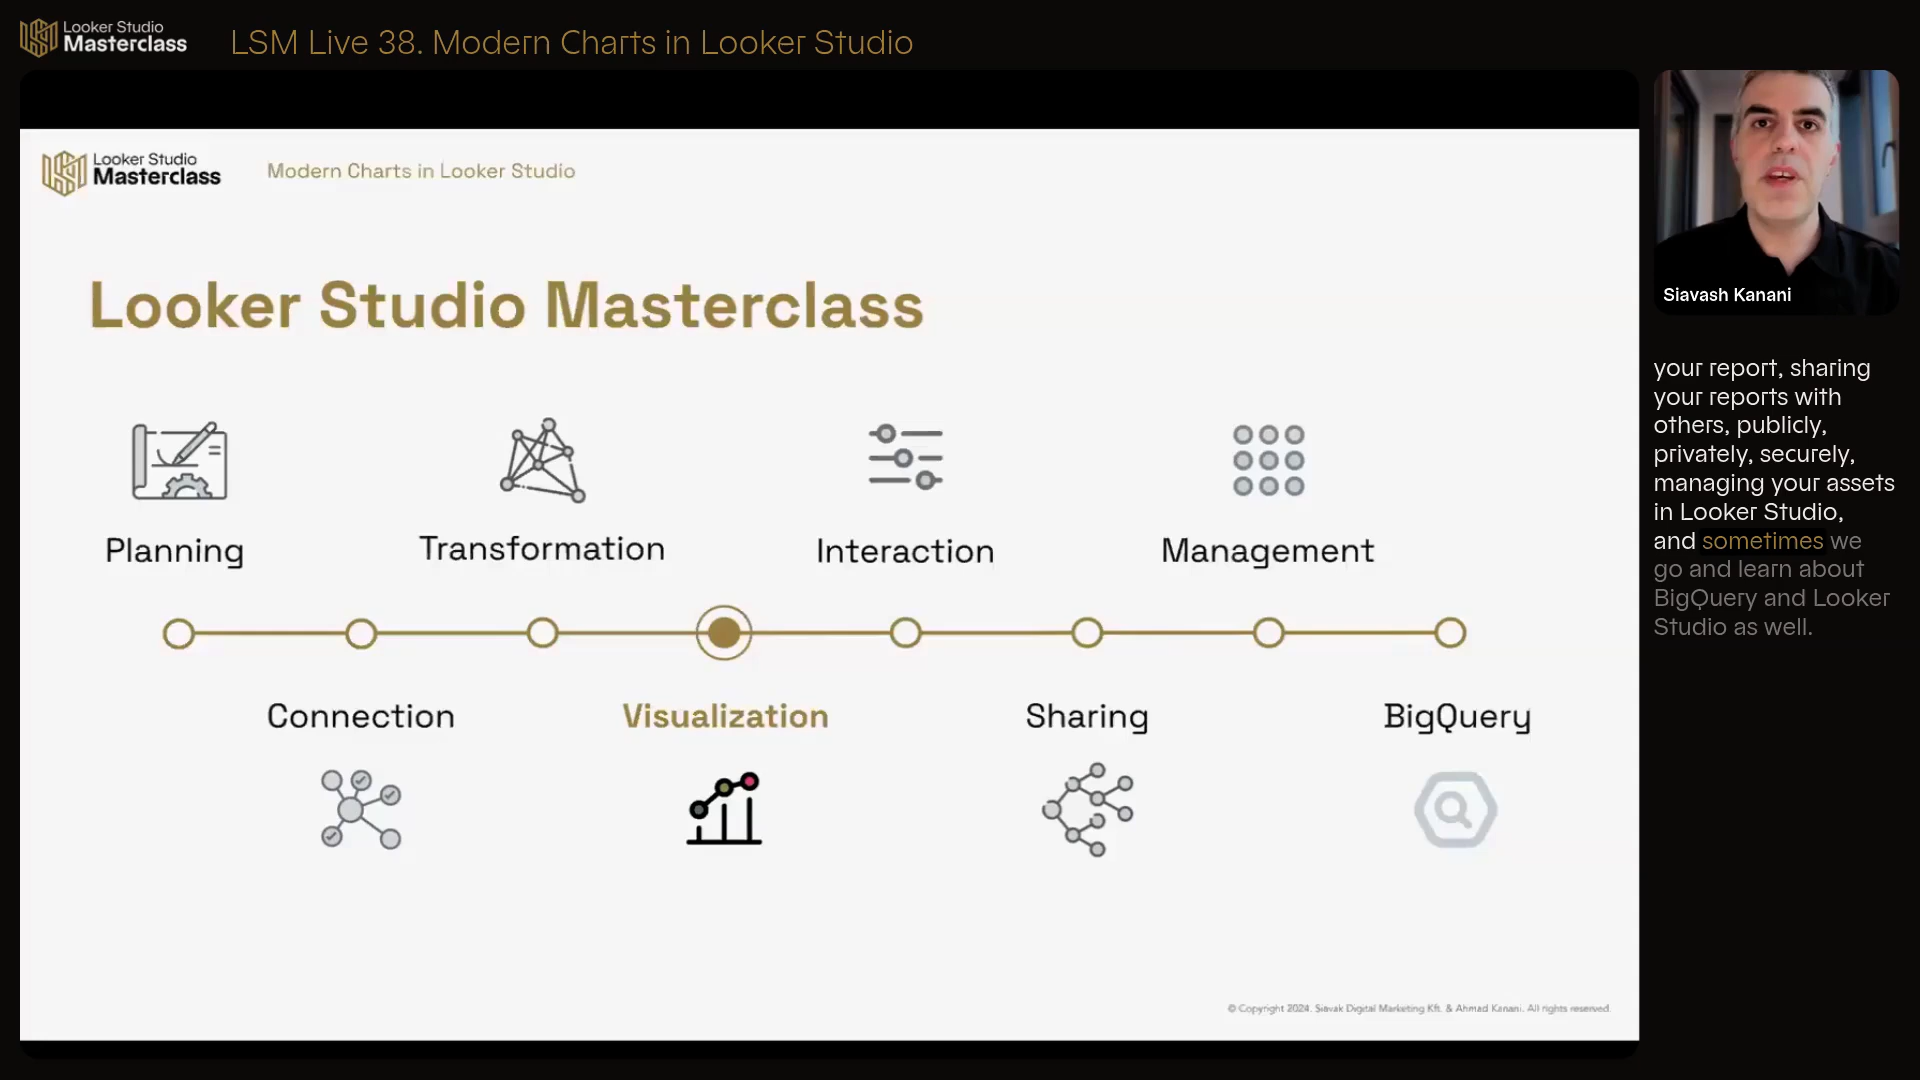 Looker Studio
Masterclass
LSM Live 38. Modern Charts in Looker Studio
Looker Studio
Masterclass
Modern Charts in Looker Studio
Looker Studio Masterclass
Planning
Transformation
Interaction
Management
Connection
Visualization
Sharing
BigQuery
© Copyright 2024. Siavak Digital Marketing Kft. & Ahmad Kanani. All rights reserved.
Siavash Kanani
your report, sharing
your reports with
others, publicly,
privately, securely,
managing your assets
in Looker Studio,
and sometimes we
go and learn about
BigQuery and Looker
Studio as well.